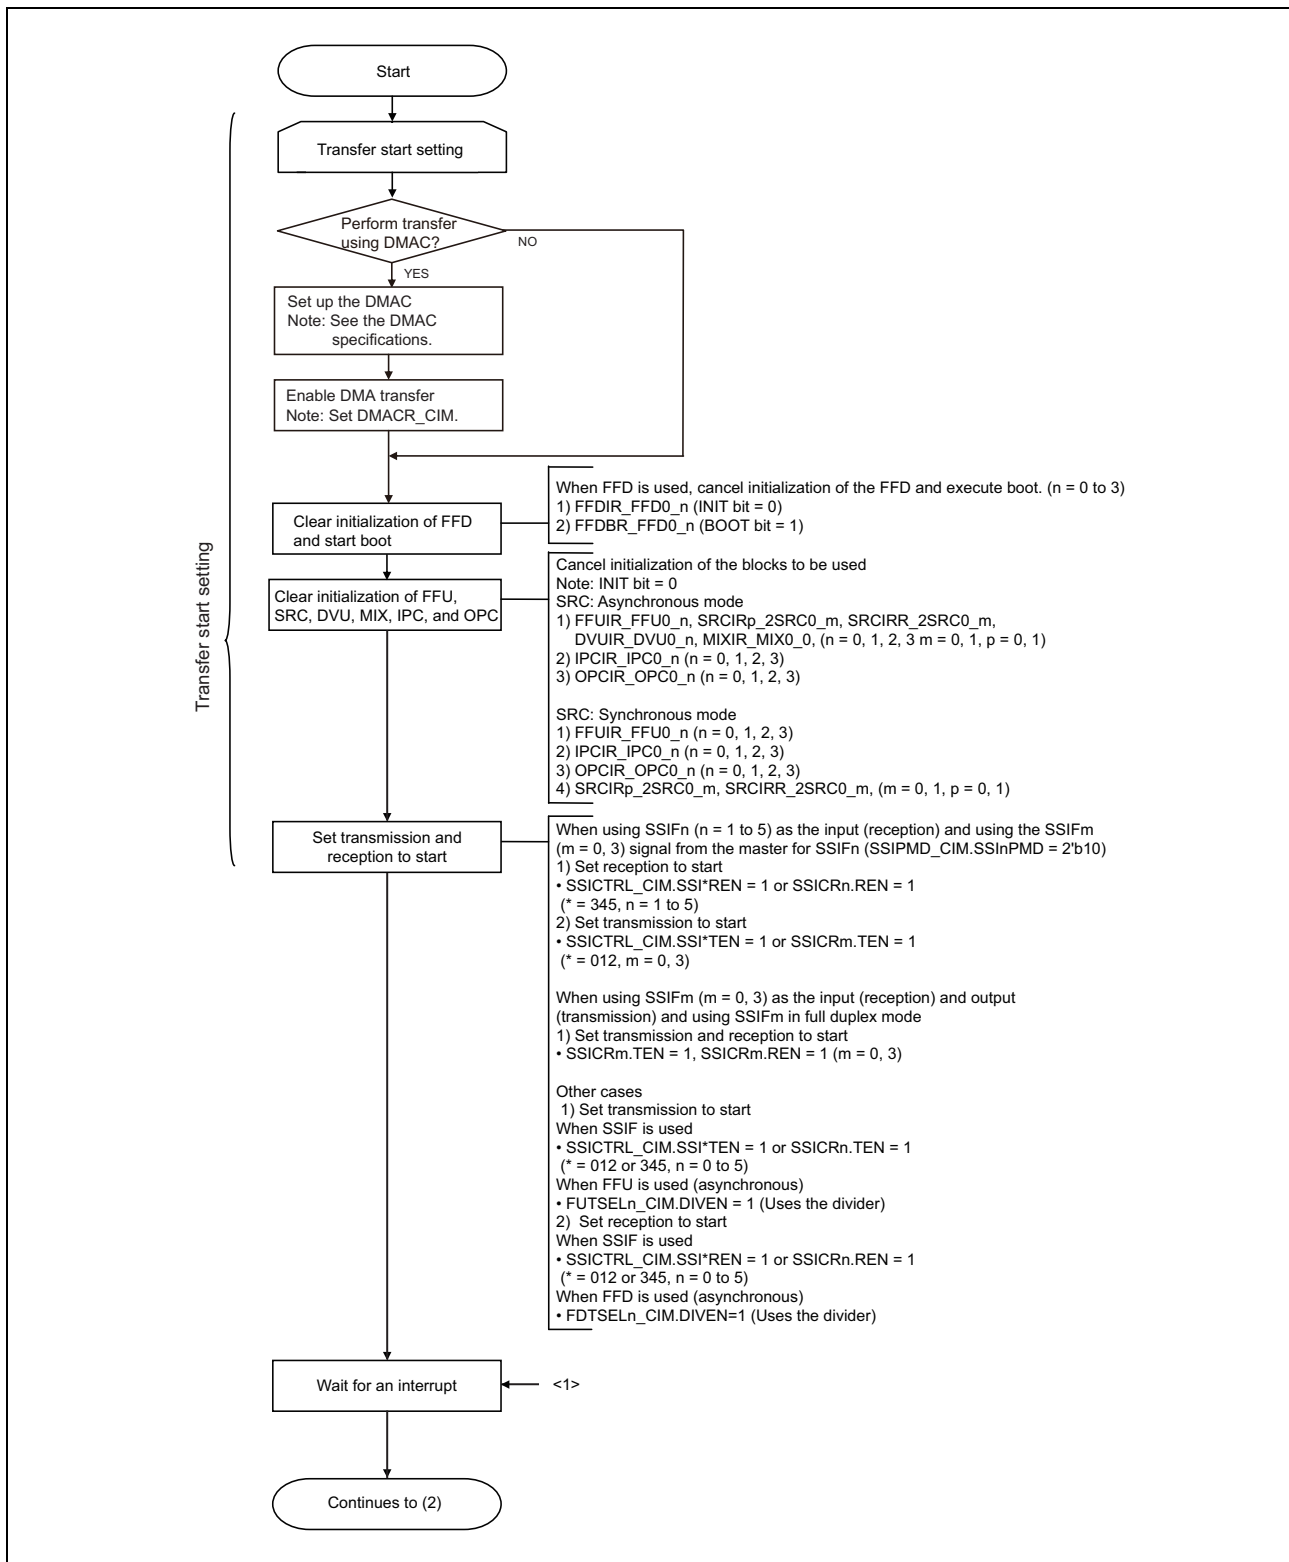 Start
Transfer start setting
Transfer start setting
Perform transfer
using DMAC?
NO
YES
Set up the DMAC
Note: See the DMAC
specifications.
Enable DMA transfer
Note: Set DMACR_CIM.
Clear initialization of FFD
and start boot
When FFD is used, cancel initialization of the FFD and execute boot. (n = 0 to 3)
1) FFDIR_FFD0_n (INIT bit = 0)
2) FFDBR_FFD0_n (BOOT bit = 1)
Clear initialization of FFU,
SRC, DVU, MIX, IPC, and OPC
Cancel initialization of the blocks to be used
Note: INIT bit = 0
SRC: Asynchronous mode
1) FFUIR_FFU0_n, SRCIRp_2SRC0_m, SRCIRR_2SRC0_m,
DVUIR_DVU0_n, MIXIR_MIX0_0, (n = 0, 1, 2, 3 m = 0, 1, p = 0, 1)
2) IPCIR_IPC0_n (n = 0, 1, 2, 3)
3) OPCIR_OPC0_n (n = 0, 1, 2, 3)
SRC: Synchronous mode
1) FFUIR_FFU0_n (n = 0, 1, 2, 3)
2) IPCIR_IPC0_n (n = 0, 1, 2, 3)
3) OPCIR_OPC0_n (n = 0, 1, 2, 3)
4) SRCIRp_2SRC0_m, SRCIRR_2SRC0_m, (m = 0, 1, p = 0, 1)
Set transmission and
reception to start
When using SSIFn (n = 1 to 5) as the input (reception) and using the SSIFm
(m = 0, 3) signal from the master for SSIFn (SSIPMD_CIM.SSInPMD = 2'b10)
1) Set reception to start
• SSICTRL_CIM.SSI*REN = 1 or SSICRn.REN = 1
(* = 345, n = 1 to 5)
2) Set transmission to start
• SSICTRL_CIM.SSI*TEN = 1 or SSICRm.TEN = 1
(* = 012, m = 0, 3)
When using SSIFm (m = 0, 3) as the input (reception) and output
(transmission) and using SSIFm in full duplex mode
1) Set transmission and reception to start
• SSICRm.TEN = 1, SSICRm.REN = 1 (m = 0, 3)
Other cases
1) Set transmission to start
When SSIF is used
• SSICTRL_CIM.SSI*TEN = 1 or SSICRn.TEN = 1
(* = 012 or 345, n = 0 to 5)
When FFU is used (asynchronous)
• FUTSELn_CIM.DIVEN = 1 (Uses the divider)
2) Set reception to start
When SSIF is used
• SSICTRL_CIM.SSI*REN = 1 or SSICRn.REN = 1
(* = 012 or 345, n = 0 to 5)
When FFD is used (asynchronous)
• FDTSELn_CIM.DIVEN=1 (Uses the divider)
Wait for an interrupt
<1>
Continues to (2)